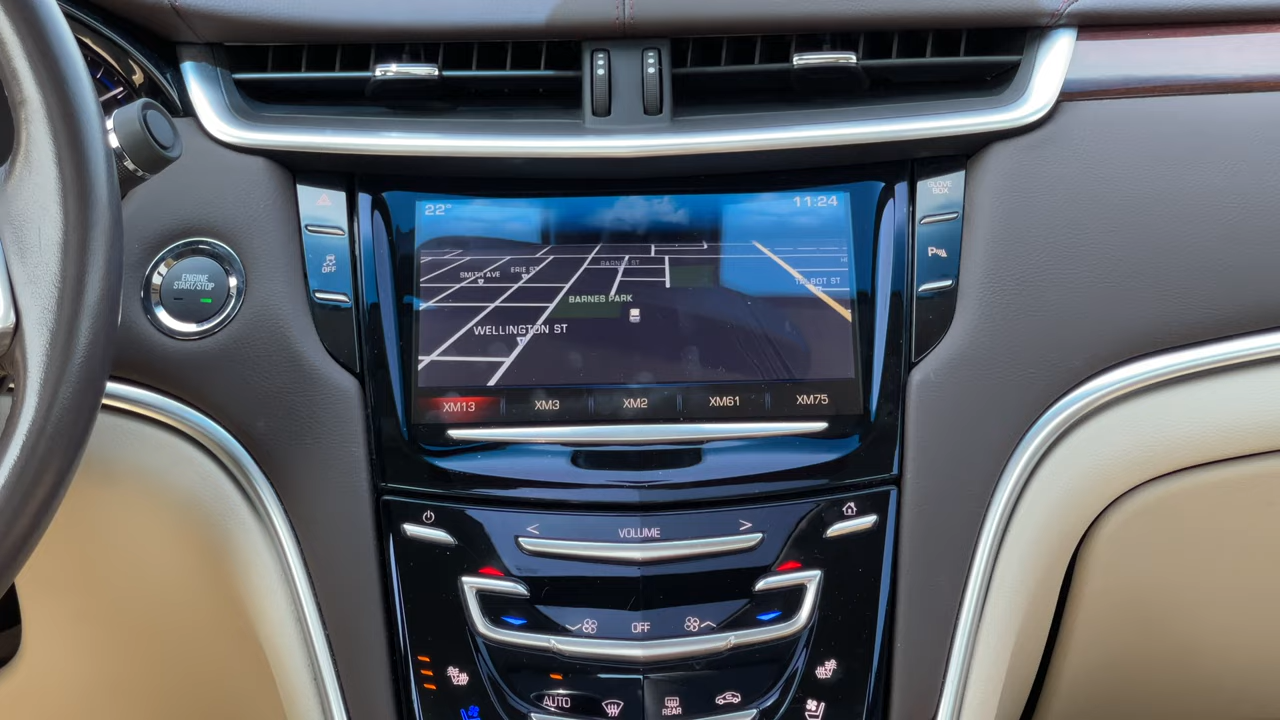 GLOVE
BOX
22° 11:24
OFF
P
ENGINE
START/STOP
SMITH AVE
ERIE ST
BARNES ST
TALBOT ST
BARNES PARK
WELLINGTON ST
XM13 XM3 XM2 XM61 XM75
< VOLUME >
OFF
AUTO
REAR